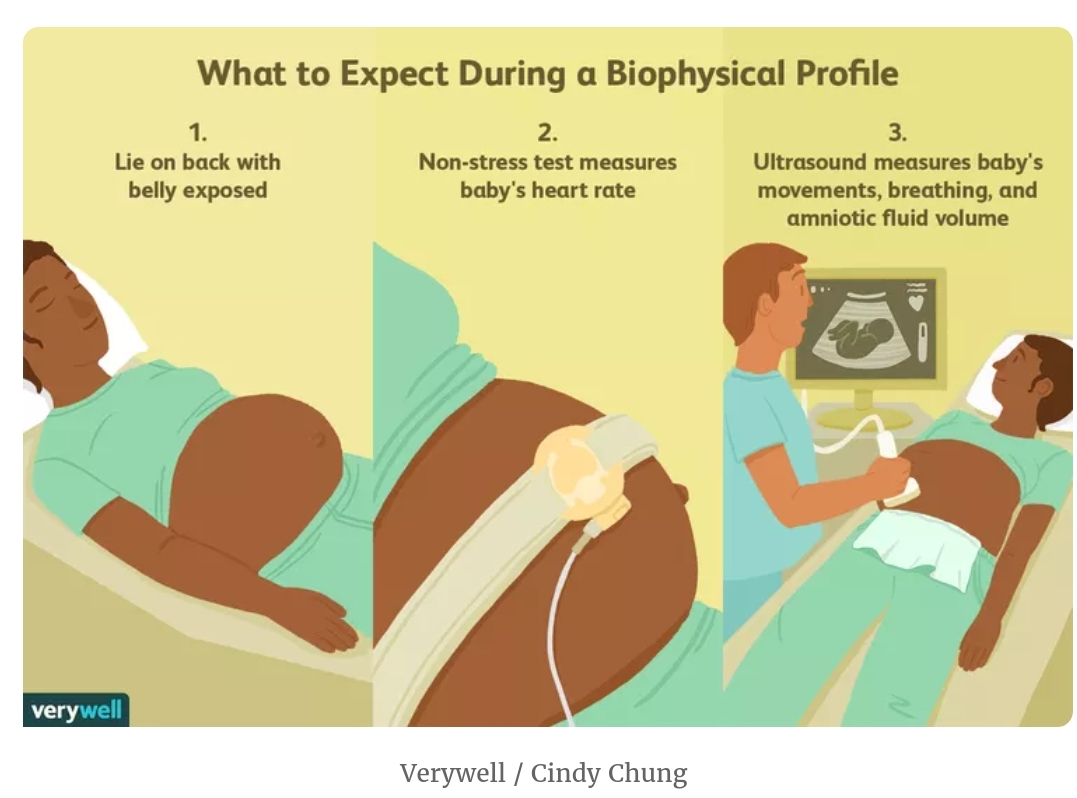 What to Expect During a Biophysical Profile
1.
Lie on back with
belly exposed
2.
Non-stress test measures
baby's heart rate
3.
Ultrasound measures baby's
movements, breathing, and
amniotic fluid volume
verywell
Verywell / Cindy Chung